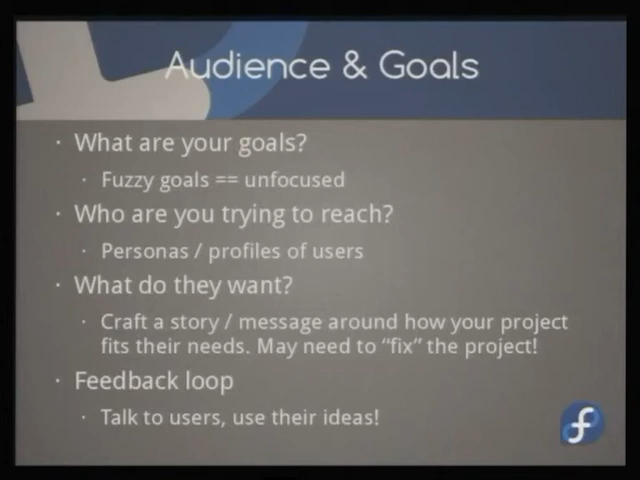 Audience & Goals
· What are your goals?
· Fuzzy goals == unfocused
· Who are you trying to reach?
· Personas / profiles of users
· What do they want?
· Craft a story / message around how your project
fits their needs. May need to “fix” the project!
· Feedback loop
· Talk to users, use their ideas!